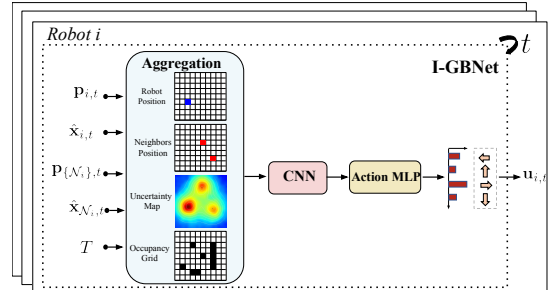 Robot i
t
I-GBNet
Aggregation
Robot
Position
Neighbors
Position
Uncertainty
Map
Occupancy
Grid
𝐩_{i,t}
x̂_{i,t}
𝐩_{{𝒩_i},t}
x̂_{𝒩_i,t}
T
CNN
Action MLP
𝐮_{i,t}